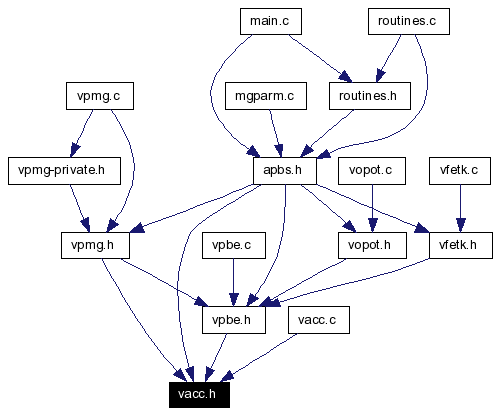 main.c
routines.c
vpmg.c
mgparm.c
routines.h
vpmg-private.h
apbs.h
vopot.c
vfetk.c
vpmg.h
vpbe.c
vopot.h
vfetk.h
vpbe.h
vacc.c
vacc.h